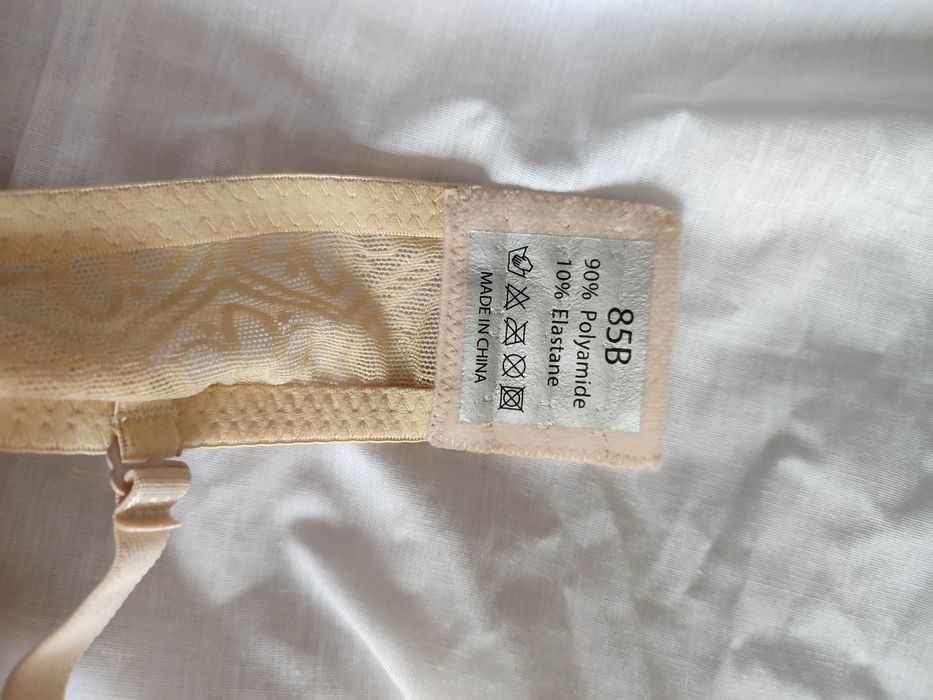 85B
90% Polyamide
10% Elastane
MADE IN CHINA